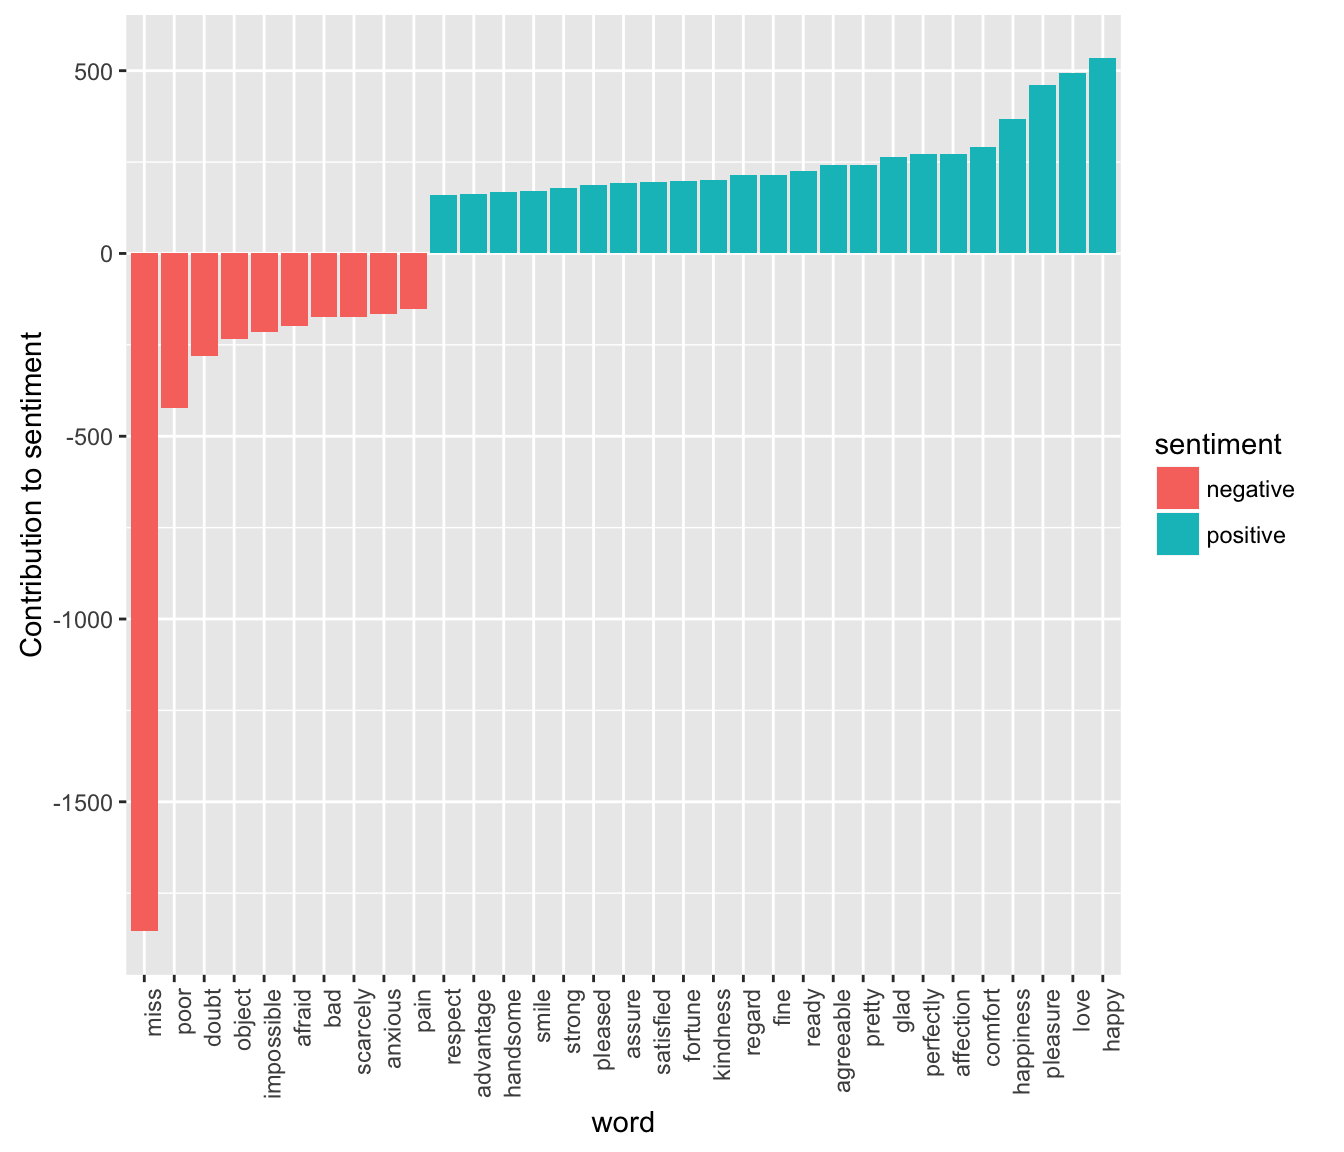 500
0
-500
-1000
-1500
Contribution to sentiment
miss
poor
doubt
object
impossible
afraid
bad
scarcely
anxious
pain
respect
advantage
handsome
smile
strong
pleased
assure
satisfied
fortune
kindness
regard
fine
ready
agreeable
pretty
glad
perfectly
affection
comfort
happiness
pleasure
love
happy
word
sentiment
negative
positive